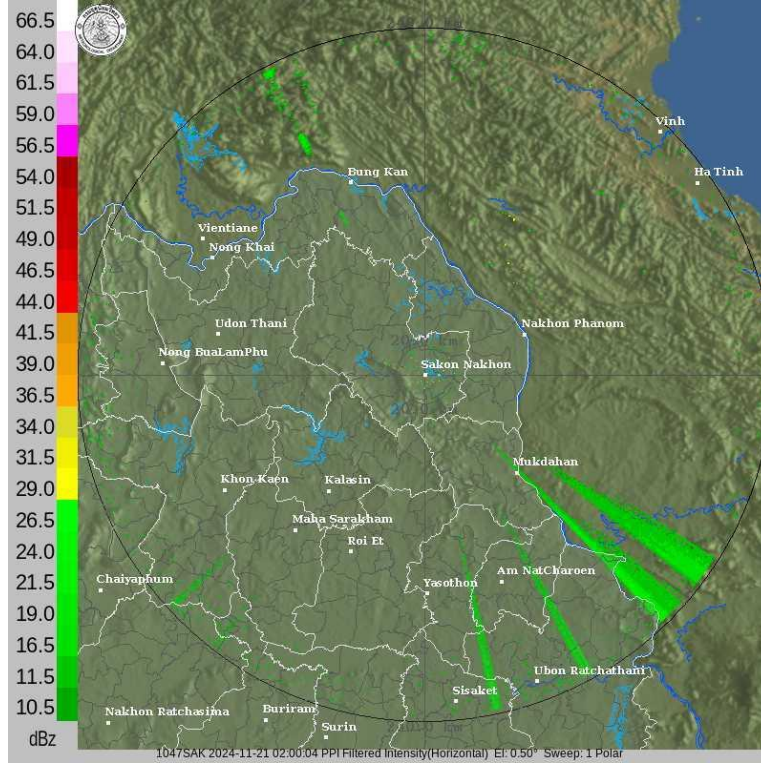 66.5
64.0
61.5
59.0
56.5
54.0
51.5
49.0
46.5
44.0
41.5
39.0
36.5
34.0
31.5
29.0
26.5
24.0
21.5
19.0
16.5
11.5
10.5
dBz
Vinh
Ha Tinh
Bung Kan
Vientiane
Nong Khai
Udon Thani
Nakhon Phanom
Nong BuaLamPhu
Sakon Nakhon
Mukdahan
Khon Kaen
Kalasin
Maha Sarakham
Roi Et
Chaiyaphum
Yasothon
Am NatCharoen
Ubon Ratchathani
Sisaket
Nakhon Ratchasima
Buriram
Surin
1047SAK 2024-11-21 02:00:04 PPI Filtered Intensity(Horizontal) El: 0.50° Sweep: 1 Polar